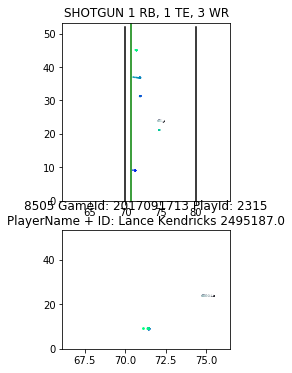 SHOTGUN 1 RB, 1 TE, 3 WR
50
40
30
20
10
0
65 70 75 80
8505 GameId: 2017091713 PlayId: 2315
PlayerName + ID: Lance Kendricks 2495187.0
40
20
0
67.5 70.0 72.5 75.0